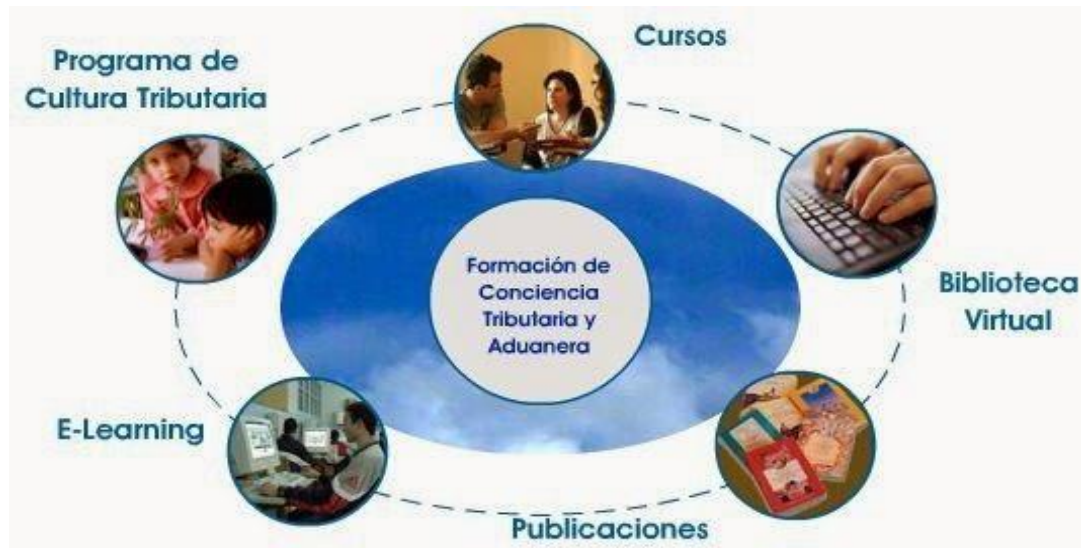 Cursos
Programa de
Cultura Tributaria
Formación de
Conciencia
Tributaria y
Aduanera
Biblioteca
Virtual
E-Learning
Publicaciones